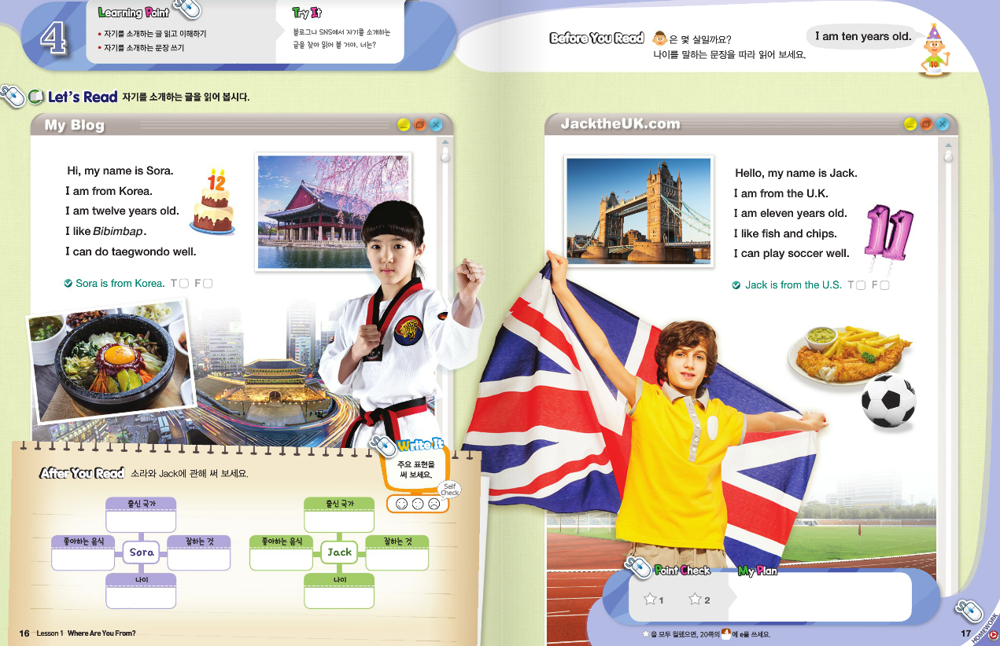 4
Learning Point
• 자기를 소개하는 글 읽고 이해하기
• 자기를 소개하는 문장 쓰기
Try It
블로그나 SNS에서 자기를 소개하는
글을 찾아 읽어 볼 거야. 너는?
Let's Read 자기를 소개하는 글을 읽어 봅시다.
My Blog
Hi, my name is Sora.
I am from Korea.
I am twelve years old.
I like Bibimbap.
I can do taegwondo well.
12
Sora is from Korea. T F
After You Read 소라와 Jack에 관해 써 보세요.
Write It
주요 표현을
써 보세요.
Self
Check
출신 국가
좋아하는 음식
Sora
잘하는 것
나이
출신 국가
좋아하는 음식
Jack
잘하는 것
나이
16 Lesson 1 Where Are You From?
Before You Read 은 몇 살일까요?
나이를 말하는 문장을 따라 읽어 보세요.
I am ten years old.
10
JacktheUK.com
Hello, my name is Jack.
I am from the U.K.
I am eleven years old.
I like fish and chips.
I can play soccer well.
11
Jack is from the U.S. T F
Point Check
1 2
My Plan
을 모두 칠했으면, 20쪽의 4 에 e를 쓰세요.
17
HOMEWORK